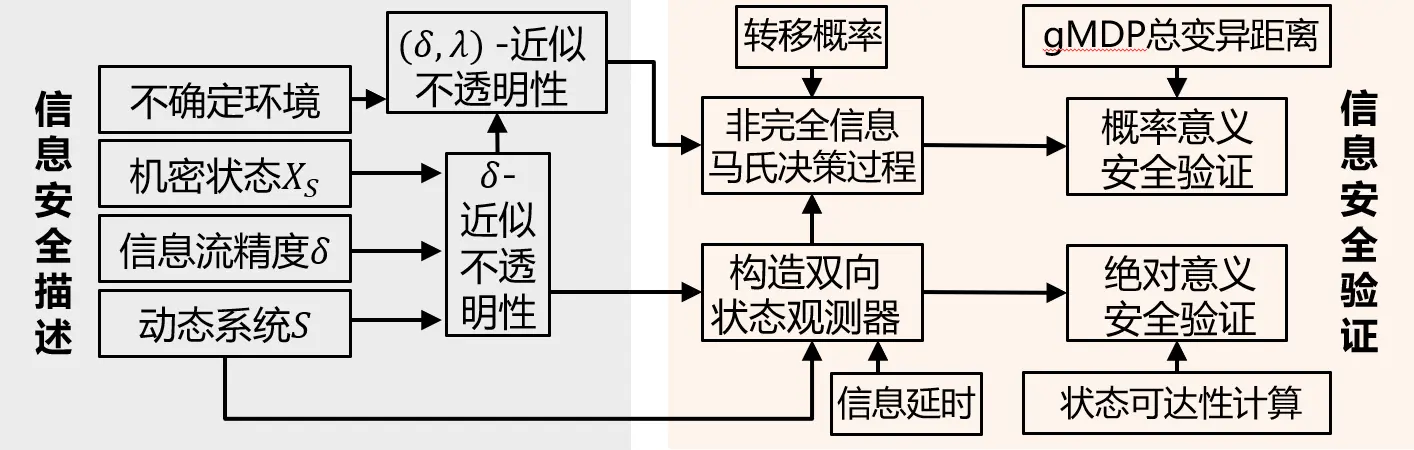 信息安全描述
不确定环境
机密状态X_S
信息流精度δ
动态系统S
(δ, λ) -近似
不透明性
δ-
近似
不透
明性
转移概率
非完全信息
马氏决策过程
构造双向
状态观测器
信息延时
gMDP总变异距离
概率意义
安全验证
绝对意义
安全验证
状态可达性计算
信息安全验证